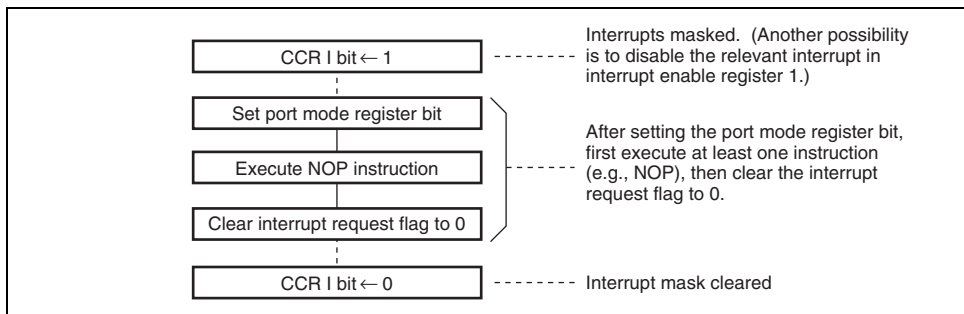 CCR I bit ← 1
Interrupts masked. (Another possibility
is to disable the relevant interrupt in
interrupt enable register 1.)
Set port mode register bit
Execute NOP instruction
Clear interrupt request flag to 0
After setting the port mode register bit,
first execute at least one instruction
(e.g., NOP), then clear the interrupt
request flag to 0.
CCR I bit ← 0
Interrupt mask cleared